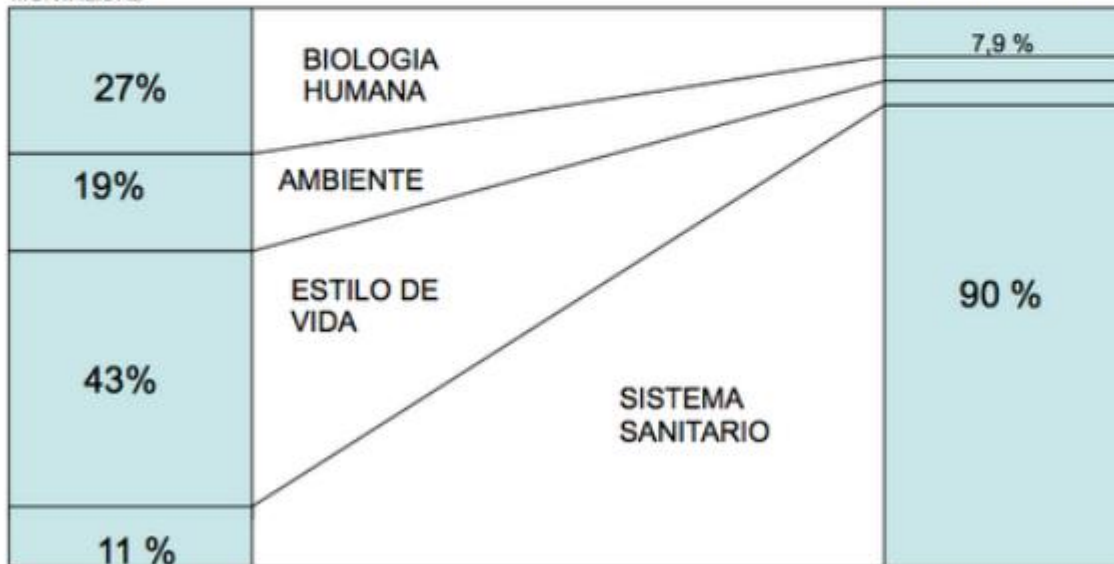 27%
BIOLOGIA
HUMANA
7,9 %
19%
AMBIENTE
43%
ESTILO DE
VIDA
90 %
SISTEMA
SANITARIO
11 %